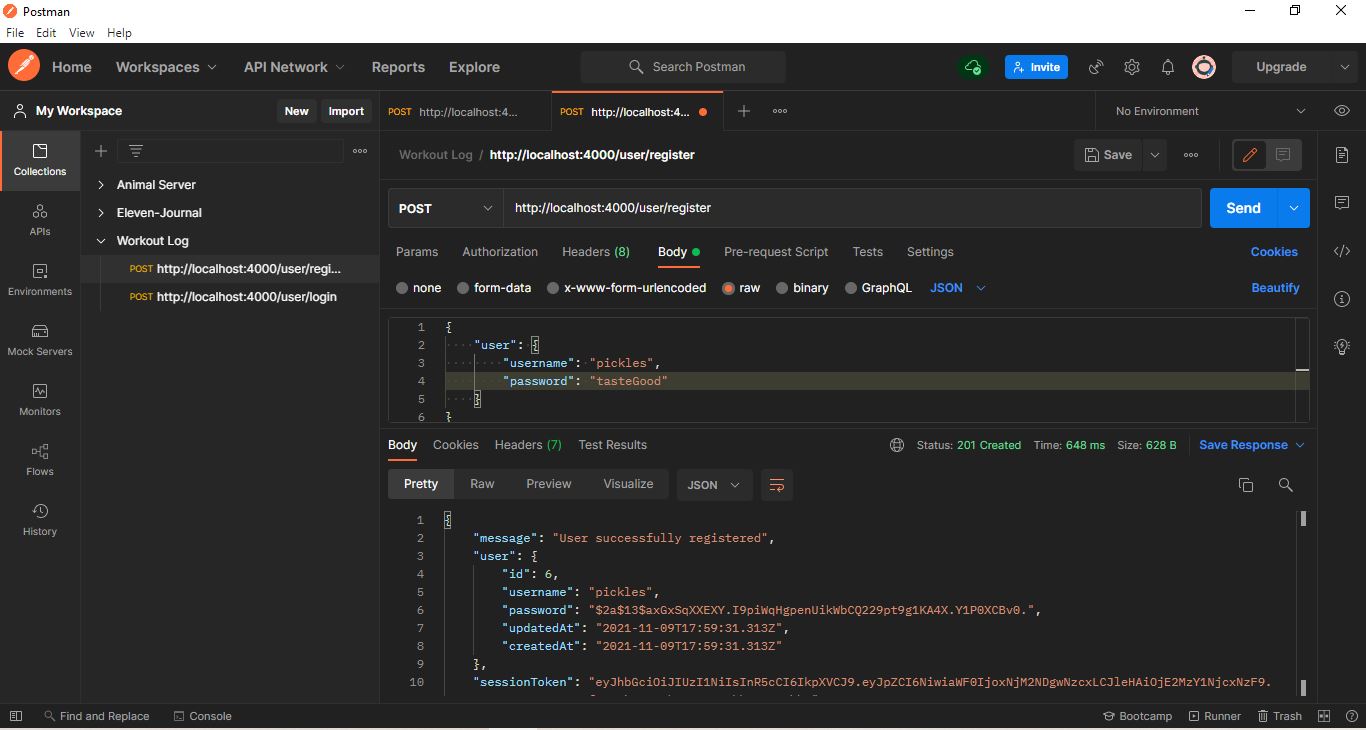 Postman
File Edit View Help
Home Workspaces API Network Reports Explore Search Postman Invite Upgrade
My Workspace New Import POST http://localhost:4... POST http://localhost:4... No Environment
Collections
APIs
Environments
Mock Servers
Monitors
Flows
History
Animal Server
Eleven-Journal
Workout Log
POST http://localhost:4000/user/regi...
POST http://localhost:4000/user/login
Workout Log / http://localhost:4000/user/register Save
POST http://localhost:4000/user/register Send
Params Authorization Headers (8) Body Pre-request Script Tests Settings Cookies
none form-data x-www-form-urlencoded raw binary GraphQL JSON Beautify
1 {
2 "user": {
3 "username": "pickles",
4 "password": "tasteGood"
5 }
6 }
Body Cookies Headers (7) Test Results Status: 201 Created Time: 648 ms Size: 628 B Save Response
Pretty Raw Preview Visualize JSON
1 {
2 "message": "User successfully registered",
3 "user": {
4 "id": 6,
5 "username": "pickles",
6 "password": "$2a$13$axGxSqXXEXY.I9piWqHgpenUikWbCQ229pt9g1KA4X.Y1P0XCBv0.",
7 "updatedAt": "2021-11-09T17:59:31.313Z",
8 "createdAt": "2021-11-09T17:59:31.313Z"
9 },
10 "sessionToken": "eyJhbGciOiJIUzI1NiIsInR5cCI6IkpXVCJ9.eyJpZCI6NiwiaWF0IjoxNjM2NDgwNzcxLCJleHAiOjE2MzY1NjcxNzF9.
Find and Replace Console Bootcamp Runner Trash